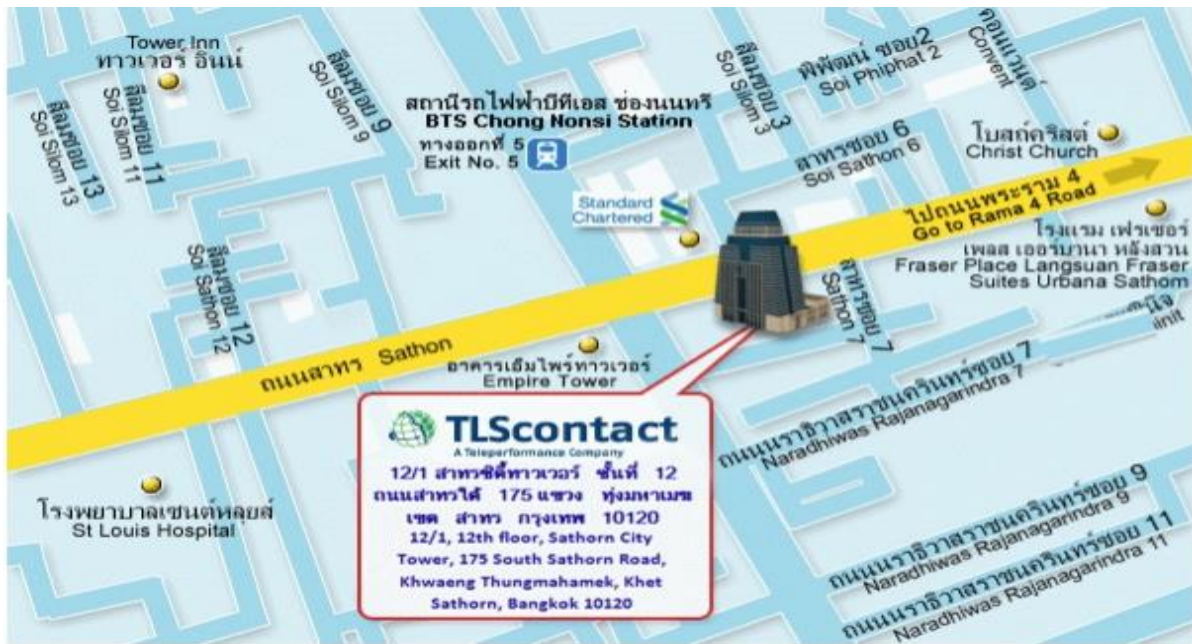 Tower Inn
ทาวเวอร์ อินน์
สีลมซอย 13
Soi Silom 13
สีลมซอย 11
Soi Silom 11
สีลมซอย 9
Soi Silom 9
สถานีรถไฟฟ้าบีทีเอส ช่องนนทรี
BTS Chong Nonsi Station
ทางออกที่ 5
Exit No. 5
สีลมซอย 3
Soi Silom 3
พิพัฒน์ ซอย2
Soi Phiphat 2
คอนแวนต์
Convent
สาทรซอย 6
Soi Sathon 6
โบสถ์คริสต์
Christ Church
Standard
Chartered
ไปถนนพระราม 4
Go to Rama 4 Road
โรงแรม เฟรเซอร์
เพลส เออร์บานา หลังสวน
Fraser Place Langsuan Fraser
Suites Urbana Sathorn
สีลมซอย 12
Soi Sathon 12
สาทรซอย 7
Sathon 7
ถนนสาทร Sathon
อาคารเอ็มไพร์ทาวเวอร์
Empire Tower
ถนนนราธิวาสราชนครินทร์ซอย 7
Naradhiwas Rajanagarindra 7
TLScontact
A Teleperformance Company
12/1 สาทรซิตี้ทาวเวอร์ ชั้นที่ 12
ถนนสาทรใต้ 175 แขวง ทุ่งมหาเมฆ
เขต สาทร กรุงเทพ 10120
12/1, 12th floor, Sathorn City
Tower, 175 South Sathorn Road,
Khwaeng Thungmahamek, Khet
Sathorn, Bangkok 10120
โรงพยาบาลเซนต์หลุยส์
St Louis Hospital
ถนนนราธิวาสราชนครินทร์ซอย 9
Naradhiwas Rajanagarindra 9
ถนนนราธิวาสราชนครินทร์ซอย 11
Naradhiwas Rajanagarindra 11